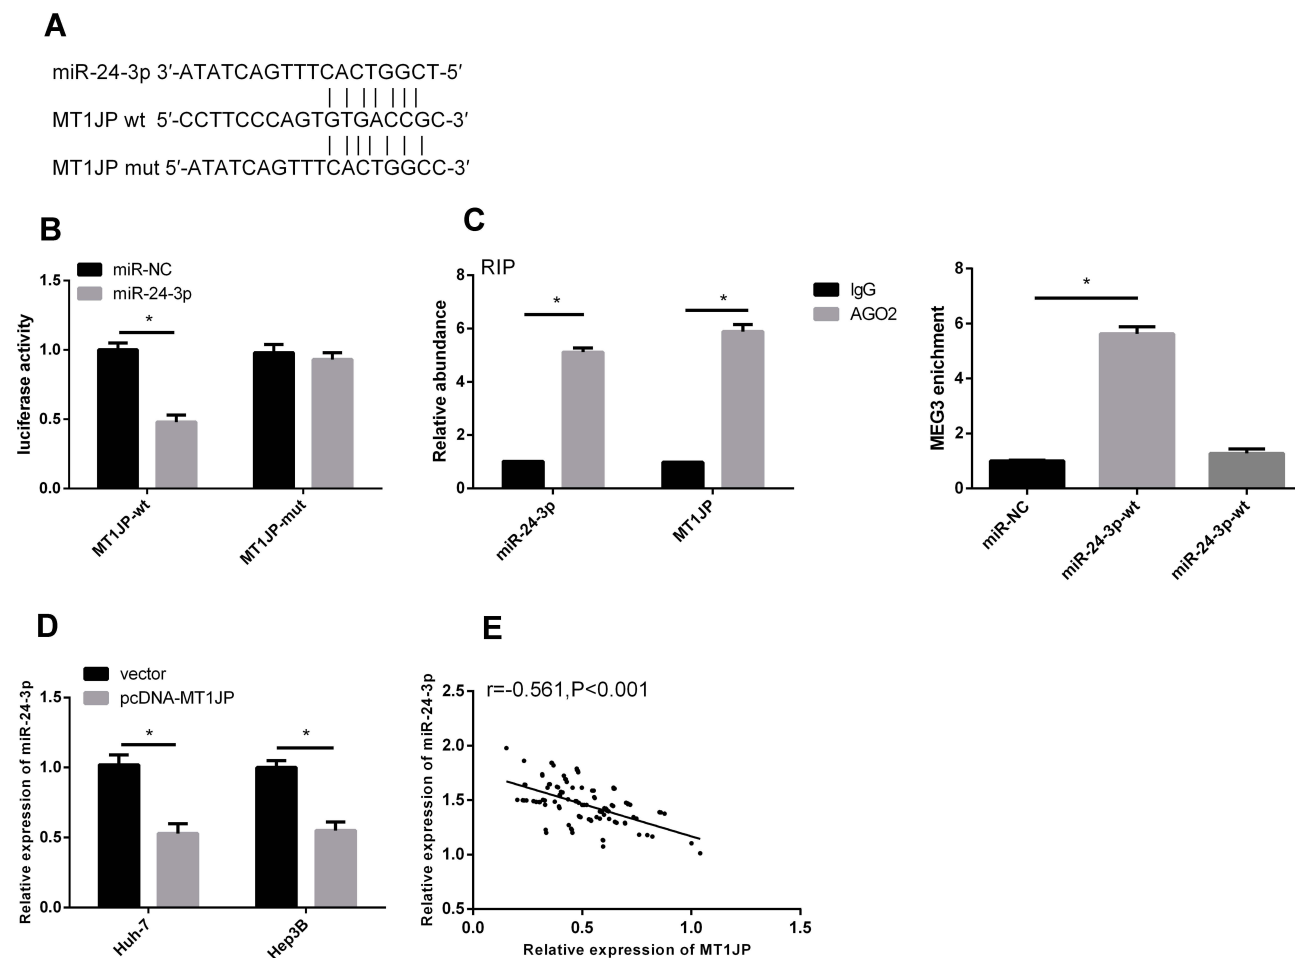 A
miR-24-3p 3′-ATATCAGTTTCACTGGCT-5′
MT1JP wt 5′-CCTTCCCAGTGTGACCGC-3′
MT1JP mut 5′-ATATCAGTTTCACTGGCC-3′
B
miR-NC
miR-24-3p
luciferase activity
1.5
1.0
0.5
0.0
*
MT1JP-wt
MT1JP-mut
C
RIP
Relative abundance
8
6
4
2
0
*
*
miR-24-3p
MT1JP
IgG
AGO2
MEG3 enichment
8
6
4
2
0
*
miR-NC
miR-24-3p-wt
miR-24-3p-wt
D
vector
pcDNA-MT1JP
Relative expression of miR-24-3p
1.5
1.0
0.5
0.0
*
*
Huh-7
Hep3B
E
r=-0.561,P<0.001
Relative expression of miR-24-3p
2.5
2.0
1.5
1.0
0.5
0.0
0.5
1.0
1.5
Relative expression of MT1JP